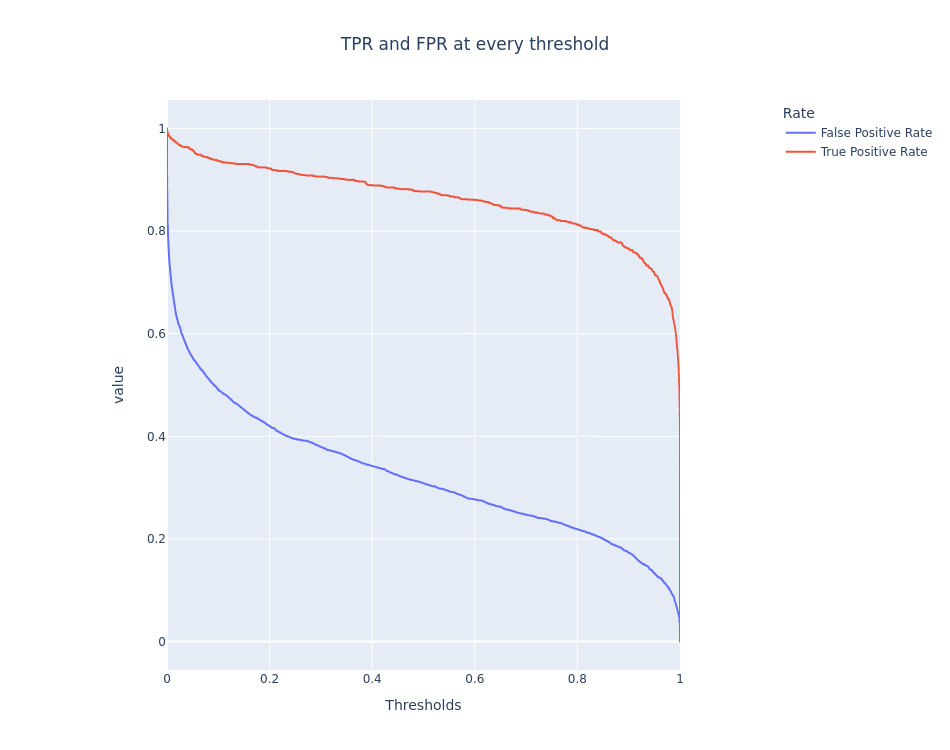 TPR and FPR at every threshold
Rate
False Positive Rate
True Positive Rate
value
1
0.8
0.6
0.4
0.2
0
0 0.2 0.4 0.6 0.8 1
Thresholds